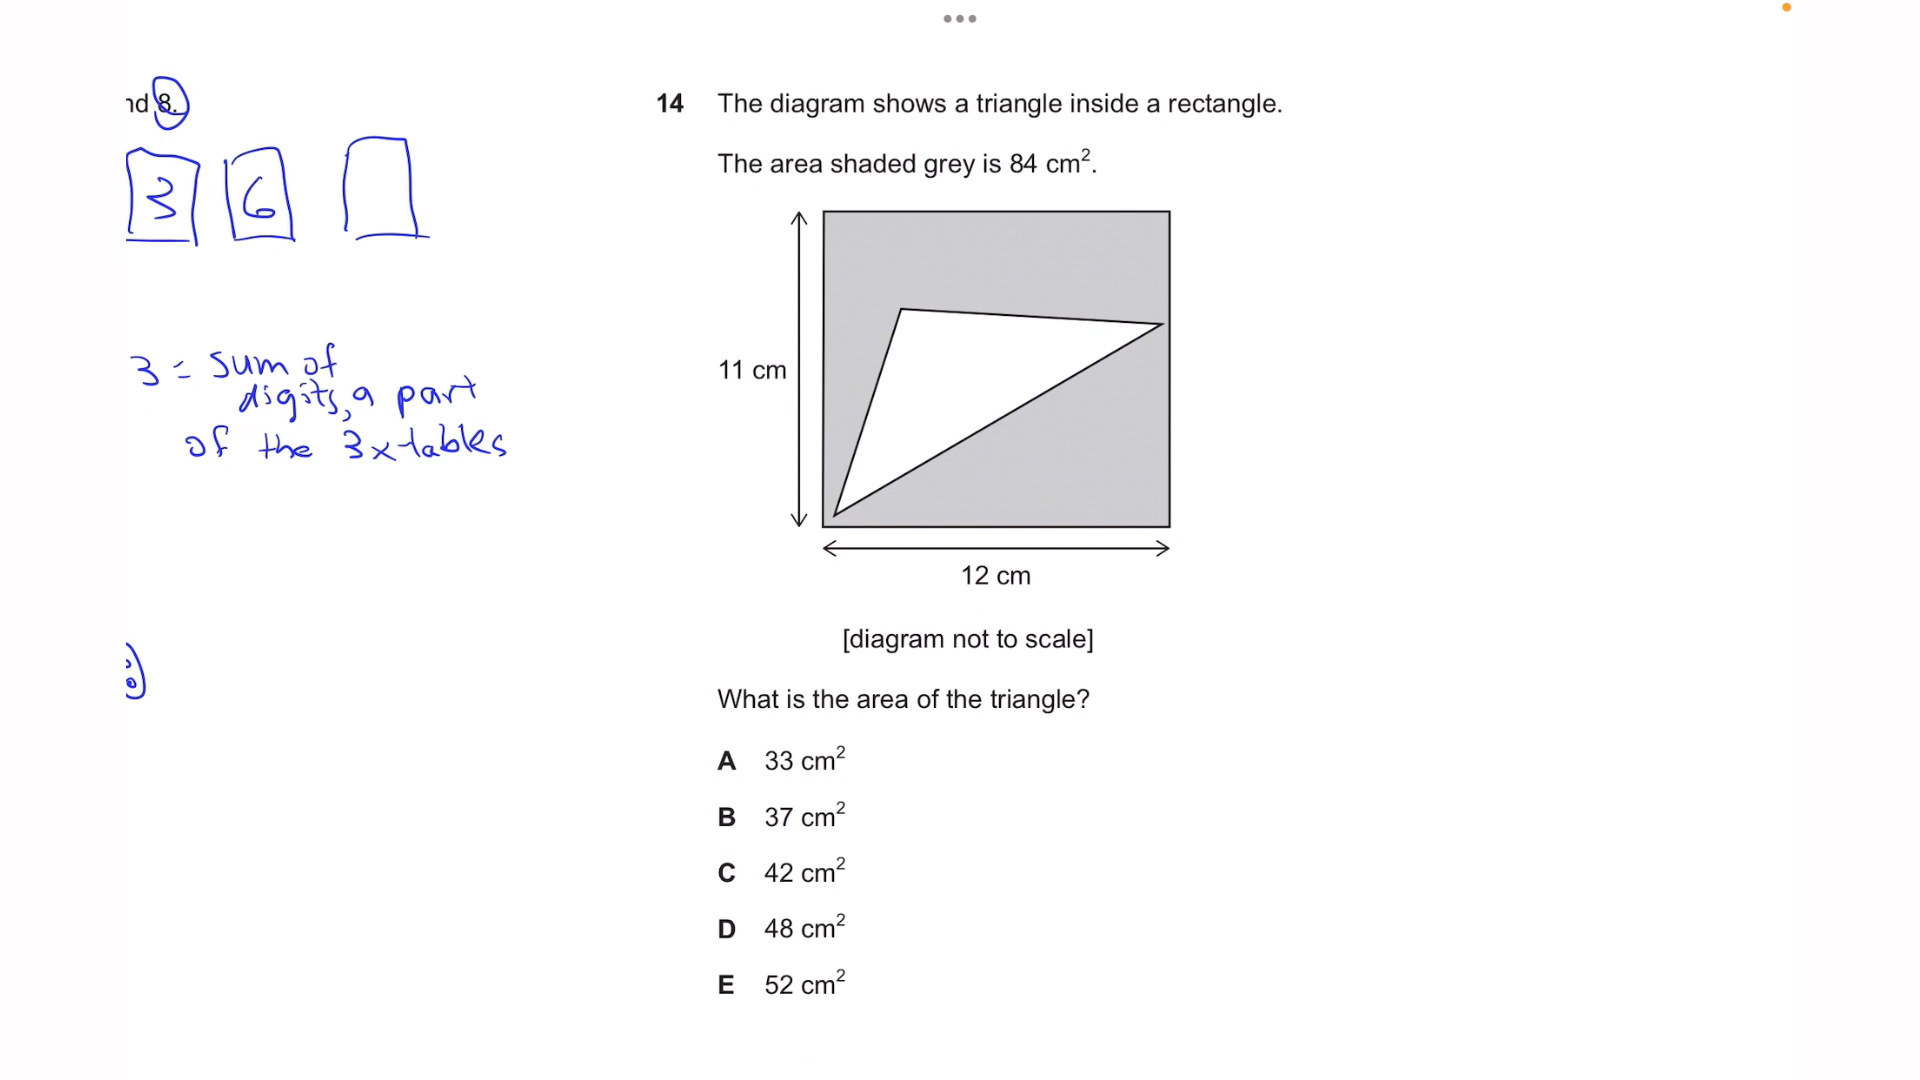 nd 8.
3 6
3 = sum of
digits, a part
of the 3x tables
14 The diagram shows a triangle inside a rectangle.
The area shaded grey is 84 cm².
11 cm
12 cm
[diagram not to scale]
What is the area of the triangle?
A 33 cm²
B 37 cm²
C 42 cm²
D 48 cm²
E 52 cm²